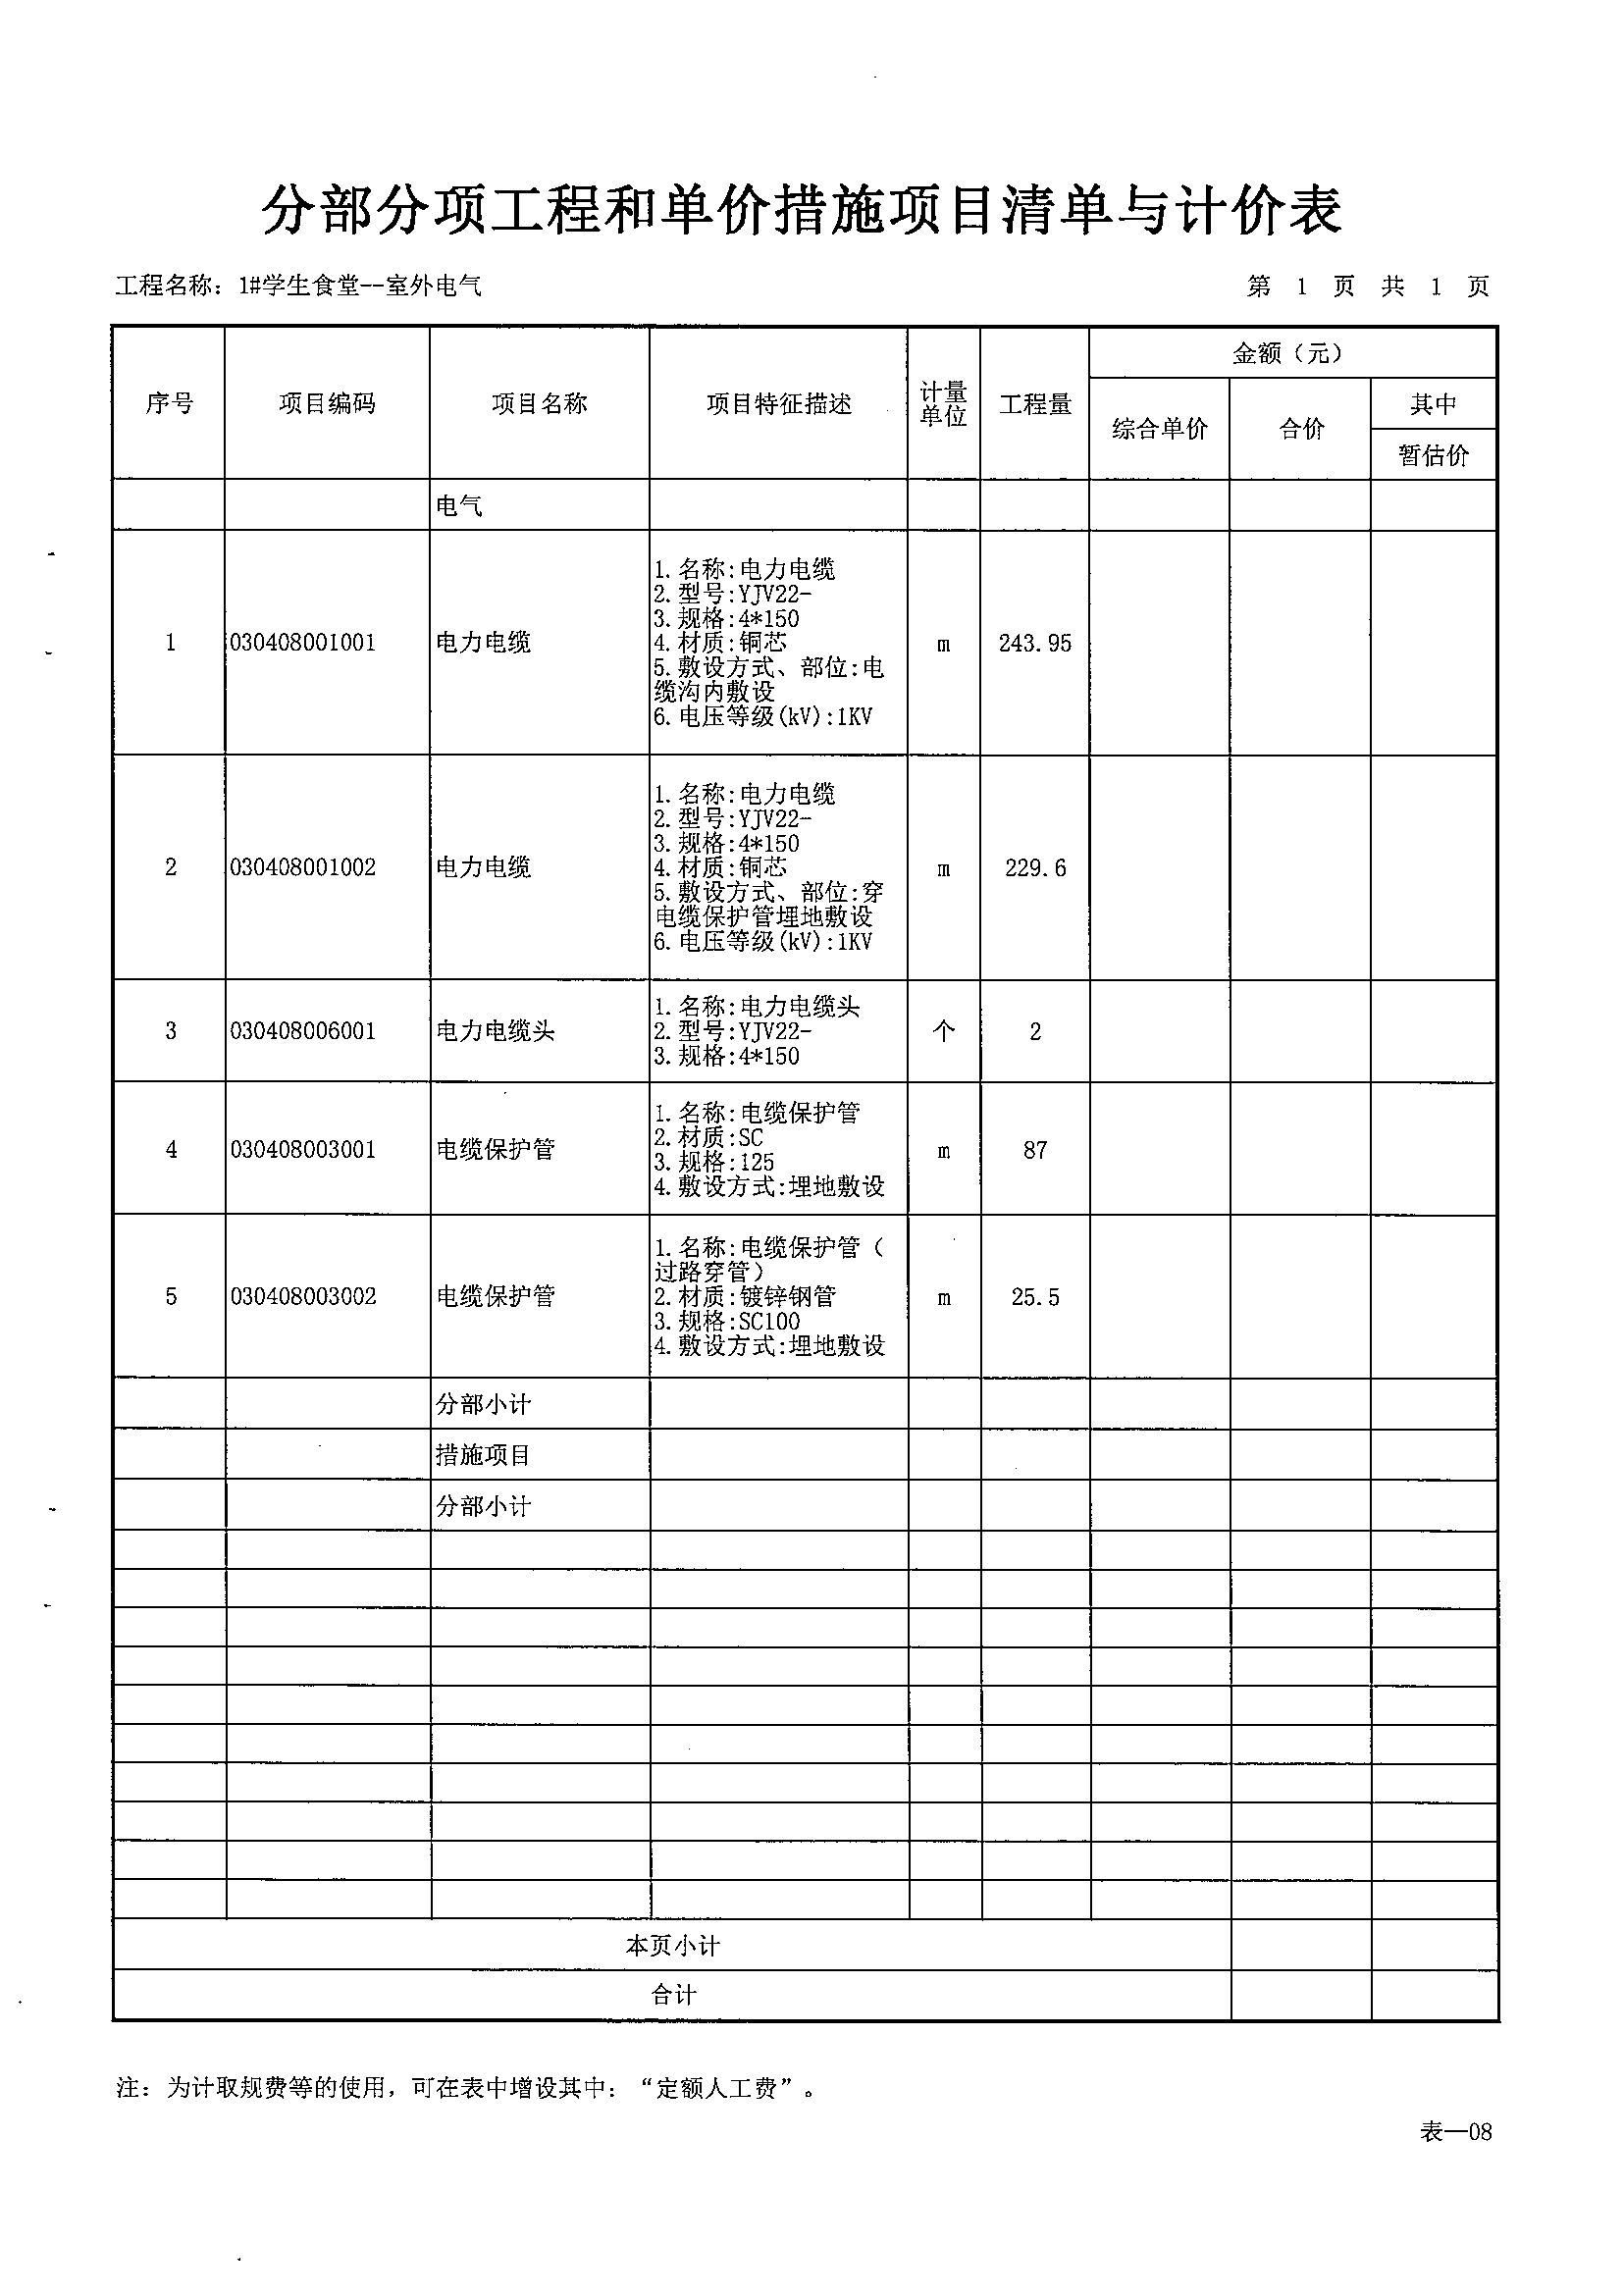 分部分项工程和单价措施项目清单与计价表
工程名称：1#学生食堂--室外电气 第 1 页 共 1 页
序号 项目编码 项目名称 项目特征描述 计量单位 工程量 金额（元）
综合单价 合价 其中
暂估价
电气
1 030408001001 电力电缆 m 243.95
1.名称:电力电缆
2.型号:YJV22-
3.规格:4*150
4.材质:铜芯
5.敷设方式、部位:电
缆沟内敷设
6.电压等级(kV):1KV
2 030408001002 电力电缆 m 229.6
1.名称:电力电缆
2.型号:YJV22-
3.规格:4*150
4.材质:铜芯
5.敷设方式、部位:穿
电缆保护管埋地敷设
6.电压等级(kV):1KV
3 030408006001 电力电缆头 个 2
1.名称:电力电缆头
2.型号:YJV22-
3.规格:4*150
4 030408003001 电缆保护管 m 87
1.名称:电缆保护管
2.材质:SC
3.规格:125
4.敷设方式:埋地敷设
5 030408003002 电缆保护管 m 25.5
1.名称:电缆保护管（
过路穿管）
2.材质:镀锌钢管
3.规格:SC100
4.敷设方式:埋地敷设
分部小计
措施项目
分部小计
本页小计
合计
注：为计取规费等的使用，可在表中增设其中：“定额人工费”。
表—08